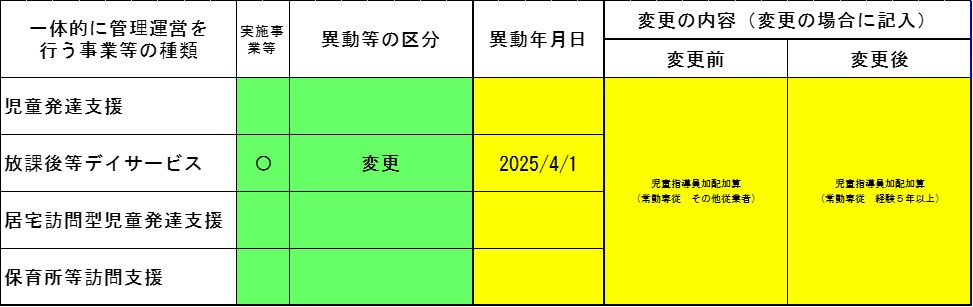 一体的に管理運営を
行う事業等の種類
実施事
業等
異動等の区分
異動年月日
変更の内容（変更の場合に記入）
変更前
変更後
児童発達支援
放課後等デイサービス
〇
変更
2025/4/1
居宅訪問型児童発達支援
保育所等訪問支援
児童指導員加配加算
（常勤専従　その他従業者）
児童指導員加配加算
（常勤専従　経験５年以上）